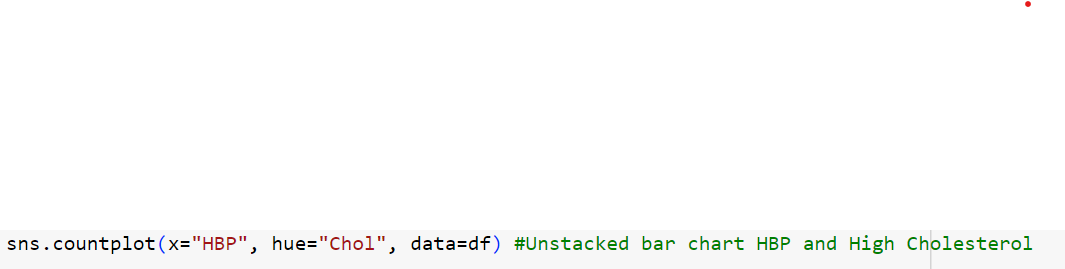 sns.countplot(x="HBP", hue="Chol", data=df) #Unstacked bar chart HBP and High Cholesterol